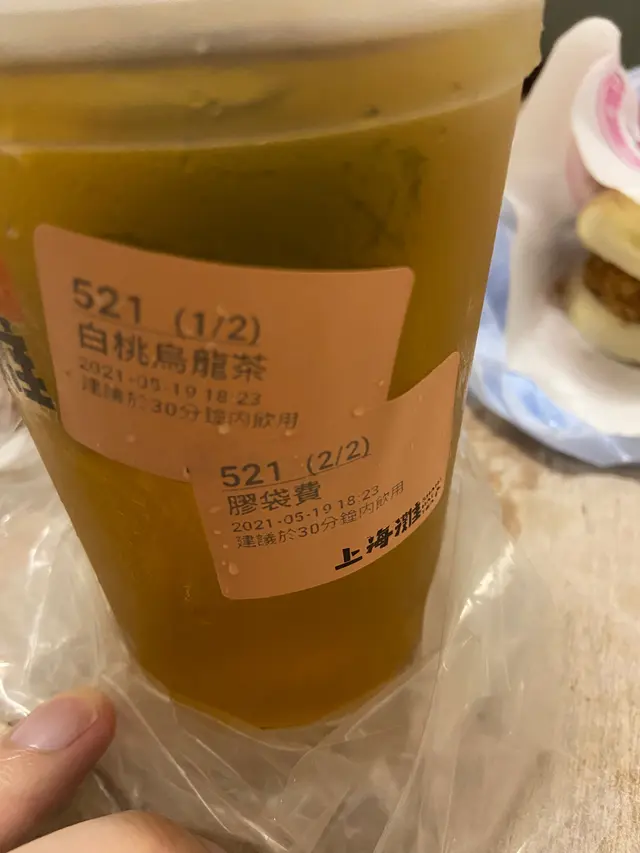 521 (1/2)
白桃烏龍茶
2021-05-19 18:23
建議於30分鐘內飲用
521 (2/2)
膠袋費
2021-05-19 18:23
建議於30分鐘內飲用
上海灘佳